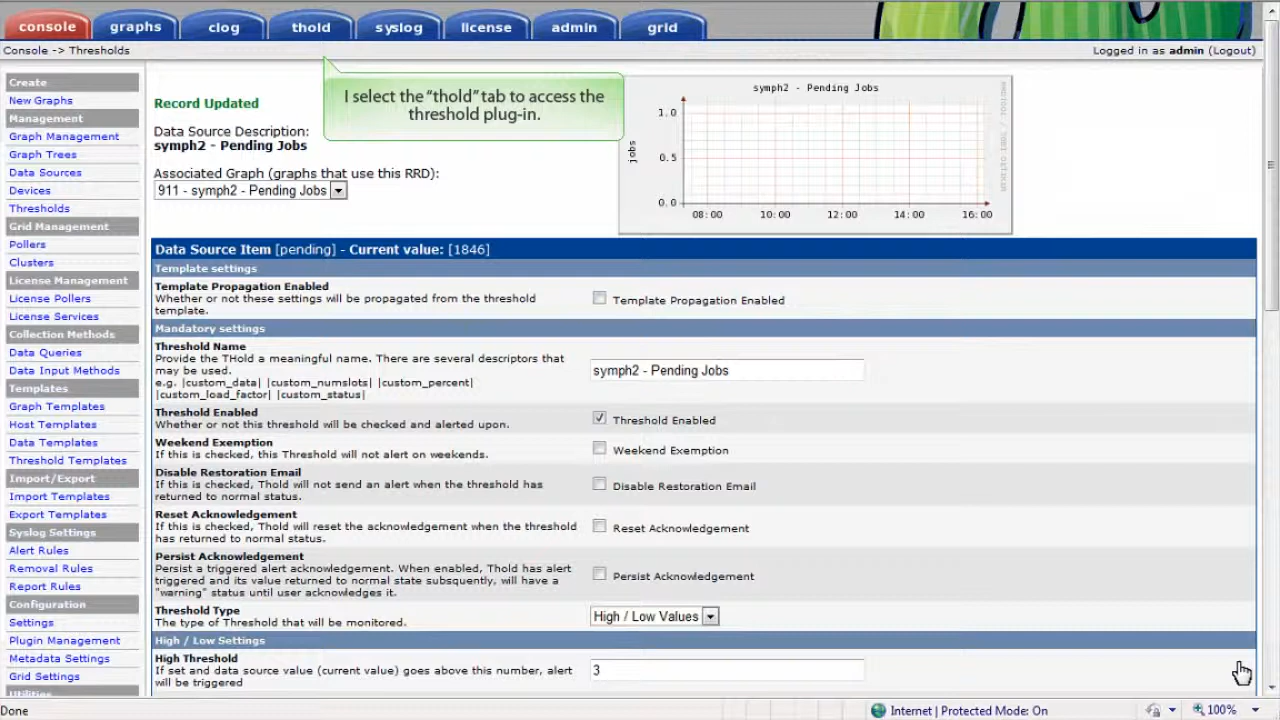 console graphs clog thold syslog license admin grid
Console -> Thresholds
Logged in as admin (Logout)
Create
New Graphs
Management
Graph Management
Graph Trees
Data Sources
Devices
Thresholds
Grid Management
Pollers
Clusters
License Management
License Pollers
License Services
Collection Methods
Data Queries
Data Input Methods
Templates
Graph Templates
Host Templates
Data Templates
Threshold Templates
Import/Export
Import Templates
Export Templates
Syslog Settings
Alert Rules
Removal Rules
Report Rules
Configuration
Settings
Plugin Management
Metadata Settings
Grid Settings
Utilities
Record Updated
I select the “thold” tab to access the
threshold plug-in.
Data Source Description:
symph2 - Pending Jobs
Associated Graph (graphs that use this RRD):
911 - symph2 - Pending Jobs
symph2 - Pending Jobs
jobs
1.0
0.5
0.0
08:00 10:00 12:00 14:00 16:00
Data Source Item [pending] - Current value: [1846]
Template settings
Template Propagation Enabled
Whether or not these settings will be propagated from the threshold
template.
Template Propagation Enabled
Mandatory settings
Threshold Name
Provide the THold a meaningful name. There are several descriptors that
may be used.
e.g. |custom_data| |custom_numslots| |custom_percent|
|custom_load_factor| |custom_status|
symph2 - Pending Jobs
Threshold Enabled
Whether or not this threshold will be checked and alerted upon.
Threshold Enabled
Weekend Exemption
If this is checked, this Threshold will not alert on weekends.
Weekend Exemption
Disable Restoration Email
If this is checked, Thold will not send an alert when the threshold has
returned to normal status.
Disable Restoration Email
Reset Acknowledgement
If this is checked, Thold will reset the acknowledgement when the threshold
has returned to normal status.
Reset Acknowledgement
Persist Acknowledgement
Persist a triggered alert acknowledgement. When enabled, Thold has alert
triggered and its value returned to normal state subsquently, will have a
"warning" status until user acknowledges it.
Persist Acknowledgement
Threshold Type
The type of Threshold that will be monitored.
High / Low Values
High / Low Settings
High Threshold
If set and data source value (current value) goes above this number, alert
will be triggered
3
Done
Internet | Protected Mode: On
100%